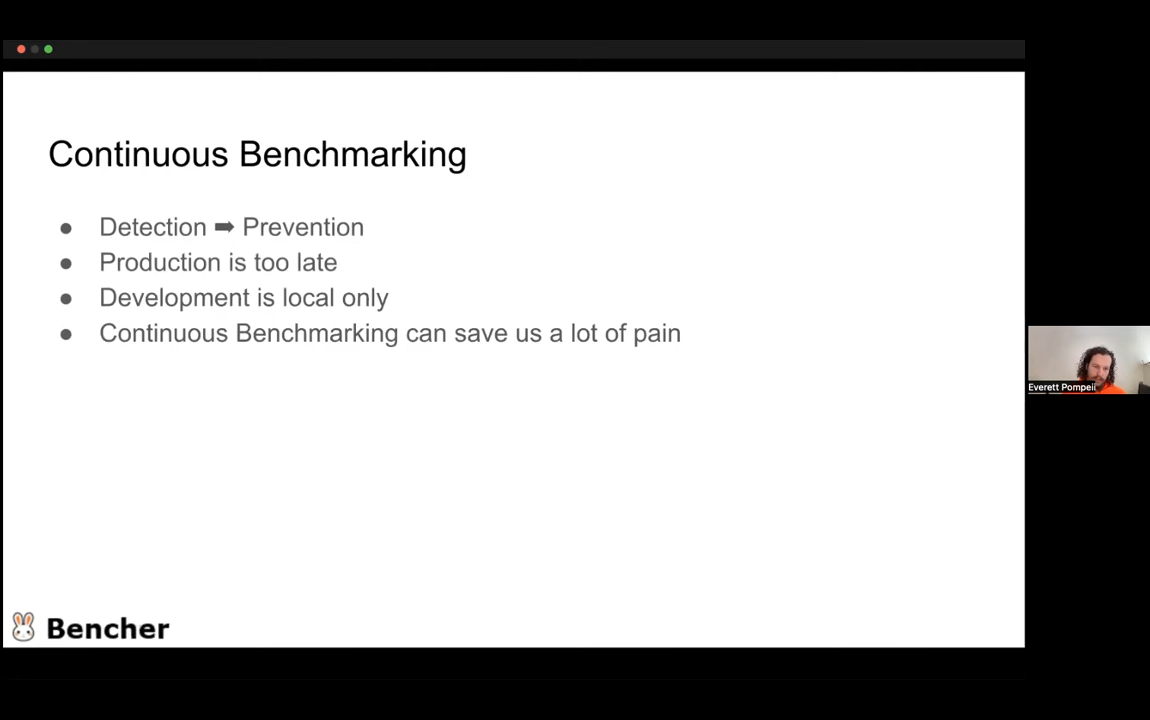 Continuous Benchmarking
● Detection ➡ Prevention
● Production is too late
● Development is local only
● Continuous Benchmarking can save us a lot of pain
Everett Pompeii
Bencher